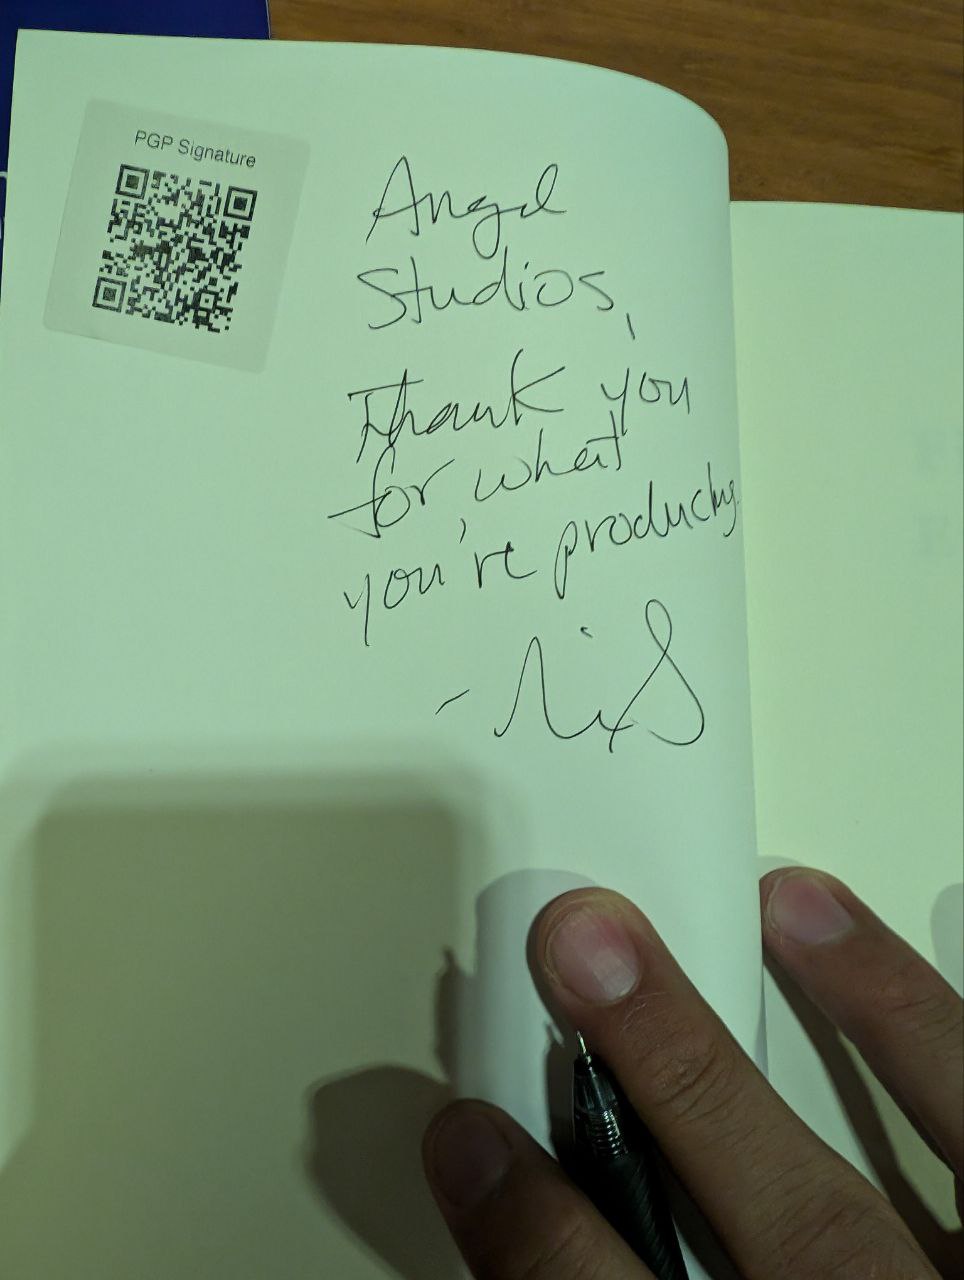 PGP Signature
Angel
Studios,
Thank you
for what
you're producing.